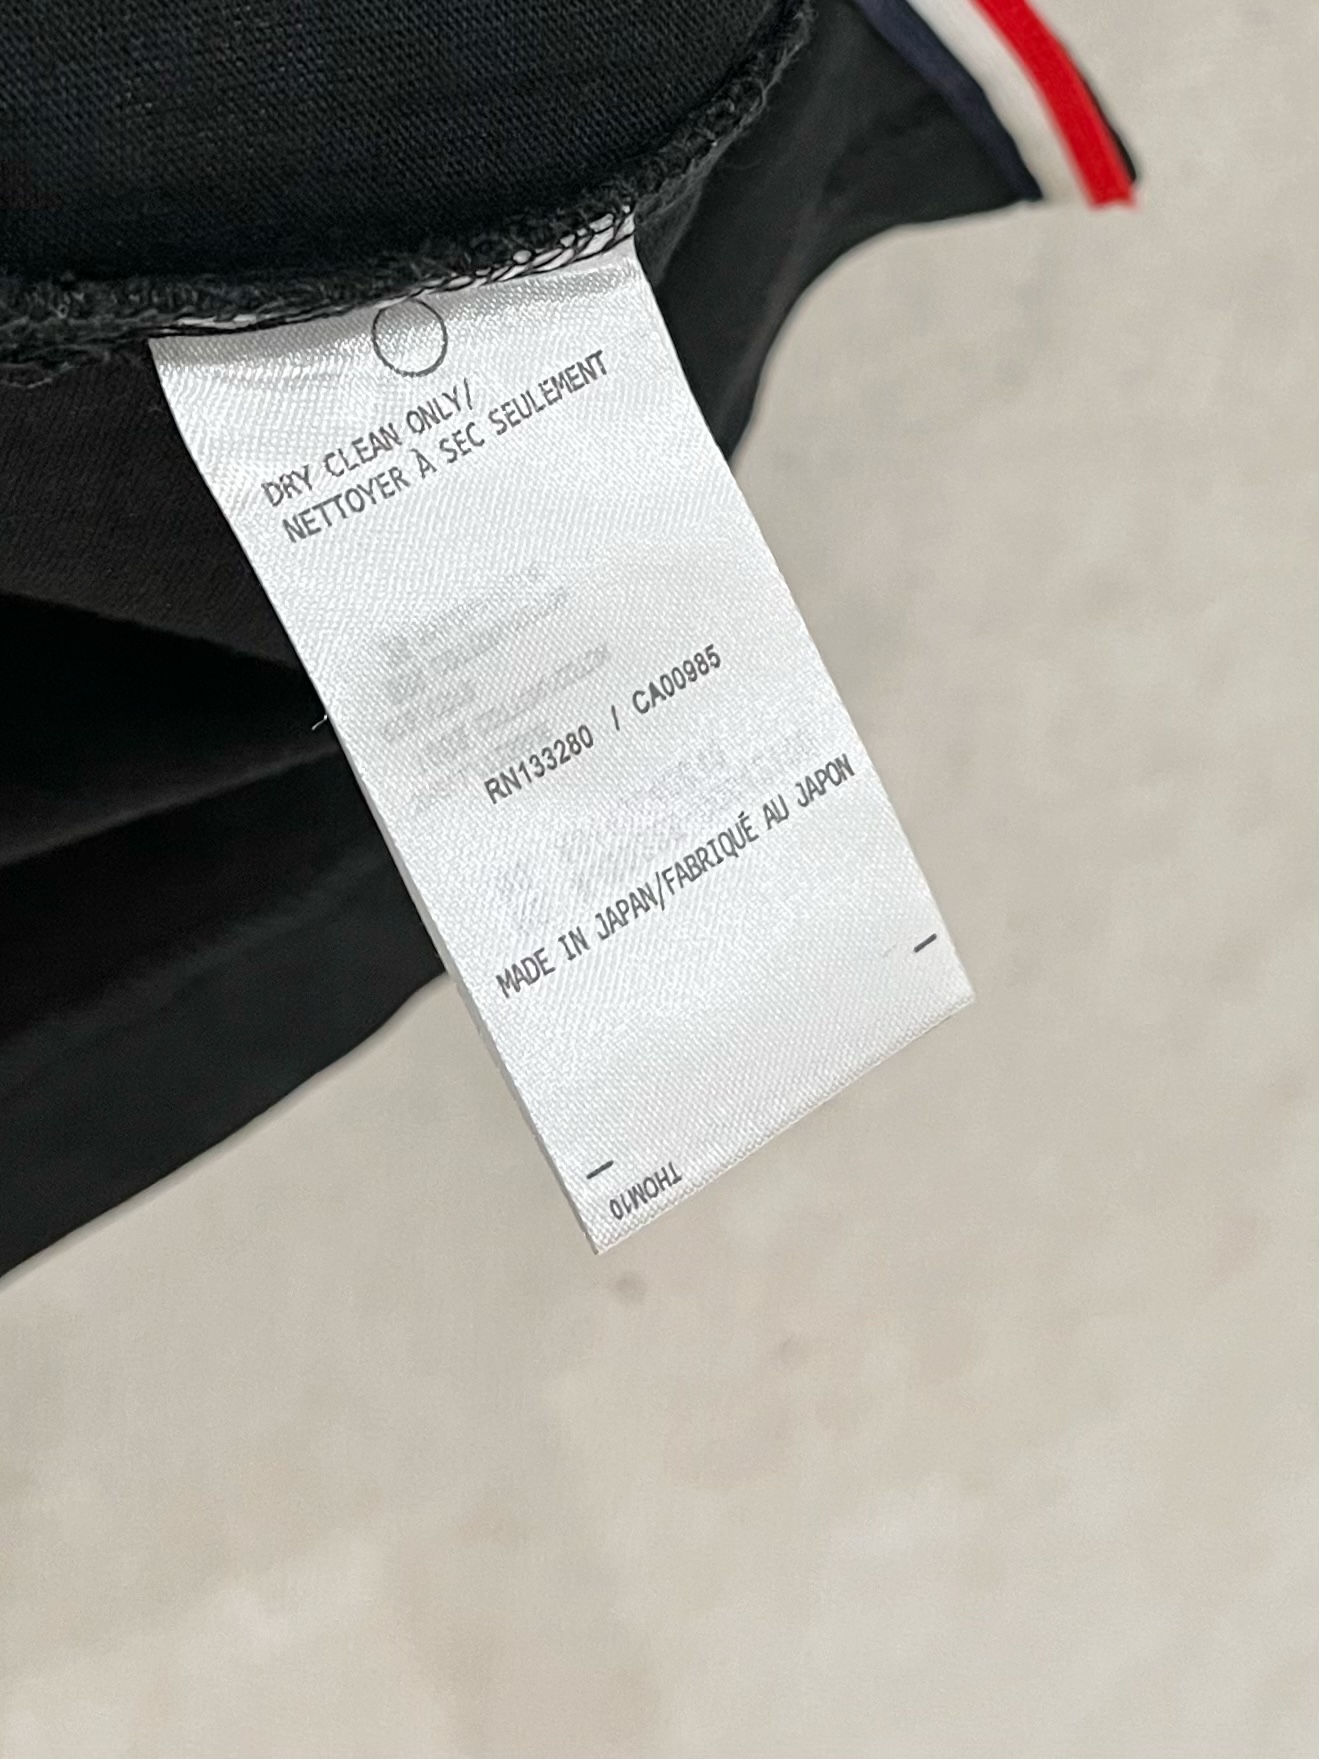 DRY CLEAN ONLY/
NETTOYER À SEC SEULEMENT
RN133280 / CA00985
MADE IN JAPAN/FABRIQUÉ AU JAPON
THOM10